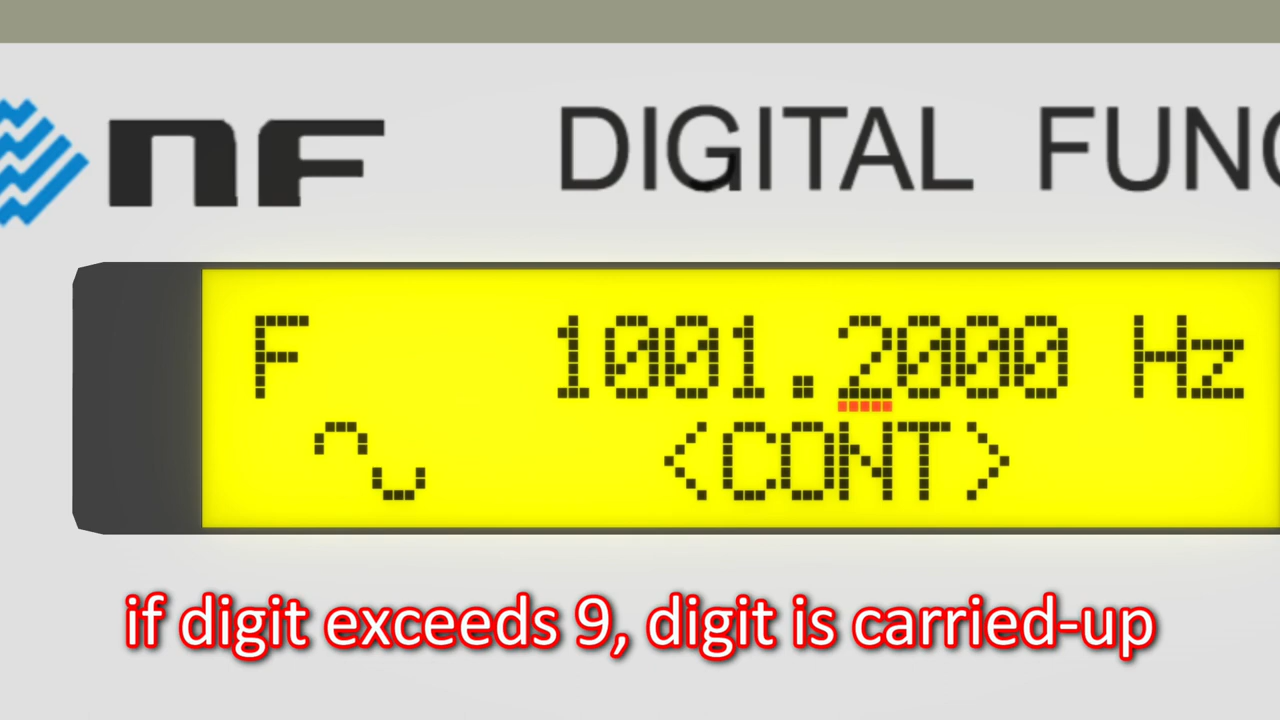 nF
DIGITAL FUNC
F 1001.2000 Hz
<CONT>
if digit exceeds 9, digit is carried-up